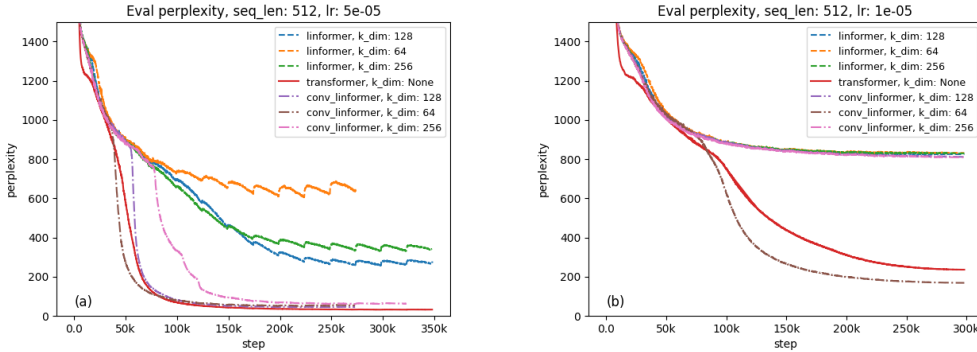 Eval perplexity, seq_len: 512, lr: 5e-05
1400
1200
1000
800
600
400
200
0
perplexity
linformer, k_dim: 128
linformer, k_dim: 64
linformer, k_dim: 256
transformer, k_dim: None
conv_linformer, k_dim: 128
conv_linformer, k_dim: 64
conv_linformer, k_dim: 256
(a)
0.0 50k 100k 150k 200k 250k 300k 350k
step
Eval perplexity, seq_len: 512, lr: 1e-05
1400
1200
1000
800
600
400
200
0
perplexity
linformer, k_dim: 128
linformer, k_dim: 64
linformer, k_dim: 256
transformer, k_dim: None
conv_linformer, k_dim: 128
conv_linformer, k_dim: 64
conv_linformer, k_dim: 256
(b)
0.0 50k 100k 150k 200k 250k 300k
step